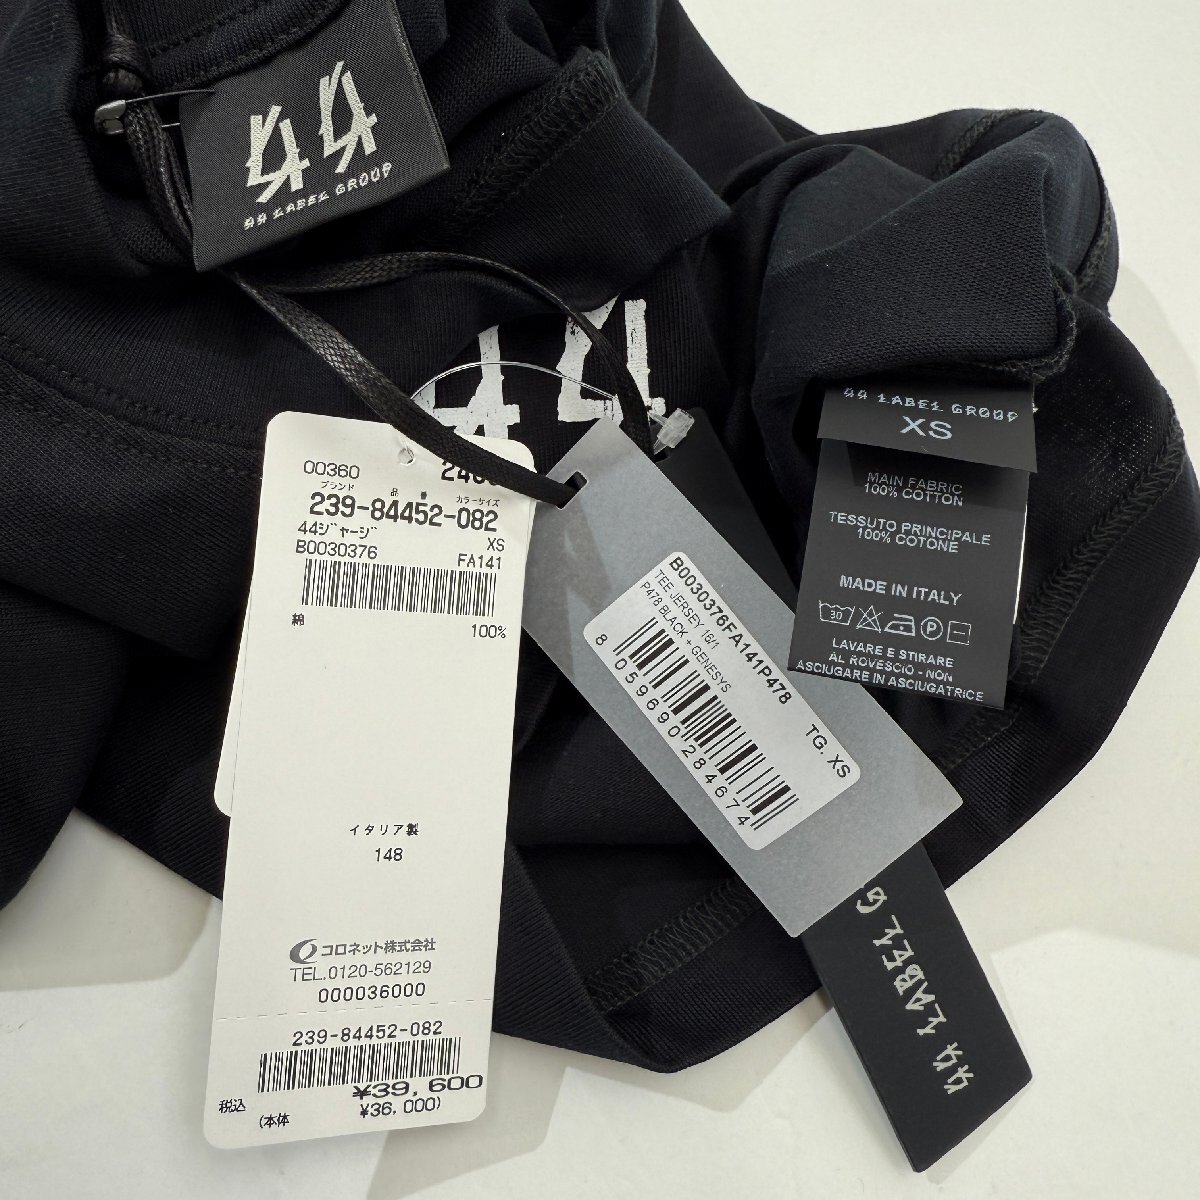 44
44 LABEL GROUP
44
00360
ブランド 品番 カラーサイズ
239-84452-082
44ジャージ XS
B0030376 FA141
綿 100%
イタリア製
148
コロネット株式会社
TEL.0120-562129
000036000
239-84452-082
税込 ¥39,600
(本体 ¥36,000)
B0030376FA141P478
TEE JERSEY 16/1
P478 BLACK + GENESYS
8 059690 284674
TG. XS
44 LABEL GROUP
XS
MAIN FABRIC
100% COTTON
TESSUTO PRINCIPALE
100% COTONE
MADE IN ITALY
30 P
LAVARE E STIRARE
AL ROVESCIO - NON
ASCIUGARE IN ASCIUGATRICE
44 LABEL G